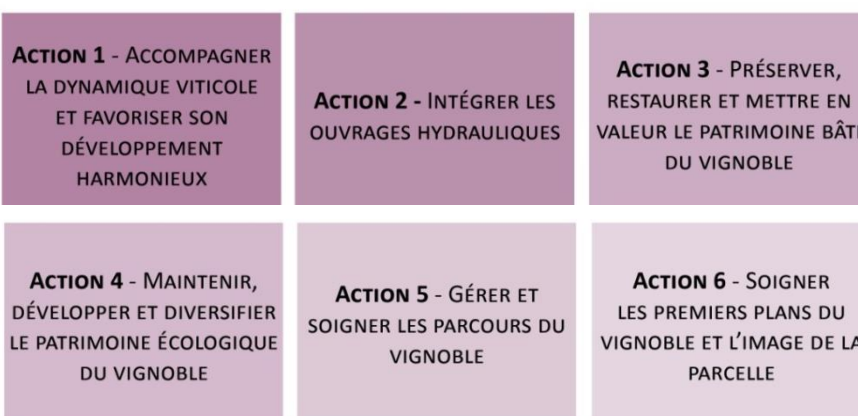 ACTION 1 - ACCOMPAGNER
LA DYNAMIQUE VITICOLE
ET FAVORISER SON
DÉVELOPPEMENT
HARMONIEUX
ACTION 2 - INTÉGRER LES
OUVRAGES HYDRAULIQUES
ACTION 3 - PRÉSERVER,
RESTAURER ET METTRE EN
VALEUR LE PATRIMOINE BÂTI
DU VIGNOBLE
ACTION 4 - MAINTENIR,
DÉVELOPPER ET DIVERSIFIER
LE PATRIMOINE ÉCOLOGIQUE
DU VIGNOBLE
ACTION 5 - GÉRER ET
SOIGNER LES PARCOURS DU
VIGNOBLE
ACTION 6 - SOIGNER
LES PREMIERS PLANS DU
VIGNOBLE ET L’IMAGE DE LA
PARCELLE